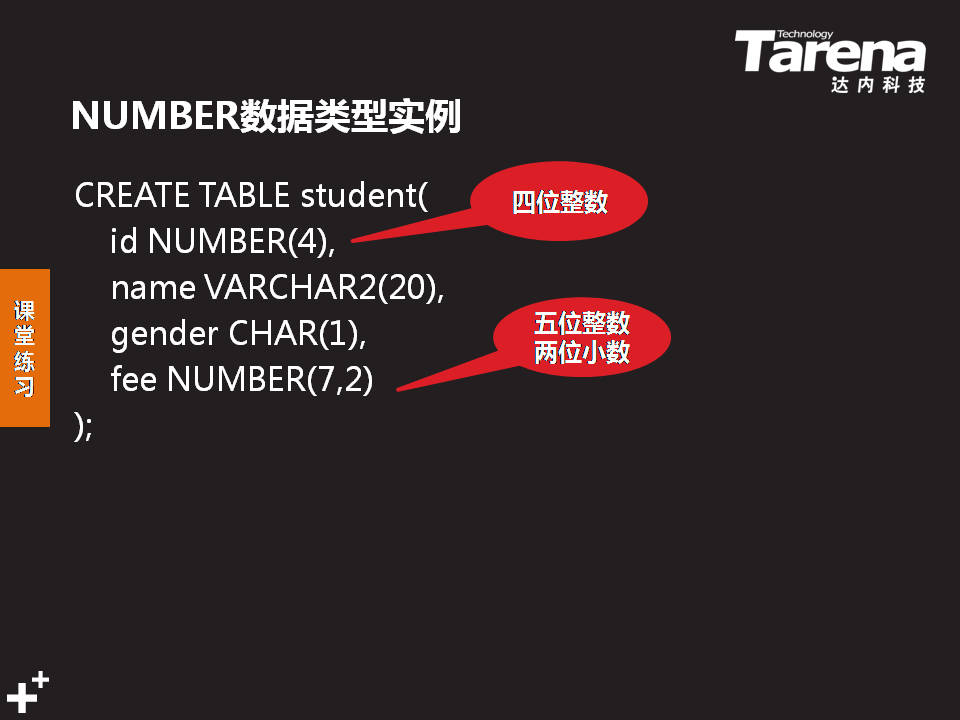 Technology
Tarena
达内科技
NUMBER数据类型实例
CREATE TABLE student(
id NUMBER(4),
name VARCHAR2(20),
gender CHAR(1),
fee NUMBER(7,2)
);
四位整数
五位整数
两位小数
课堂练习